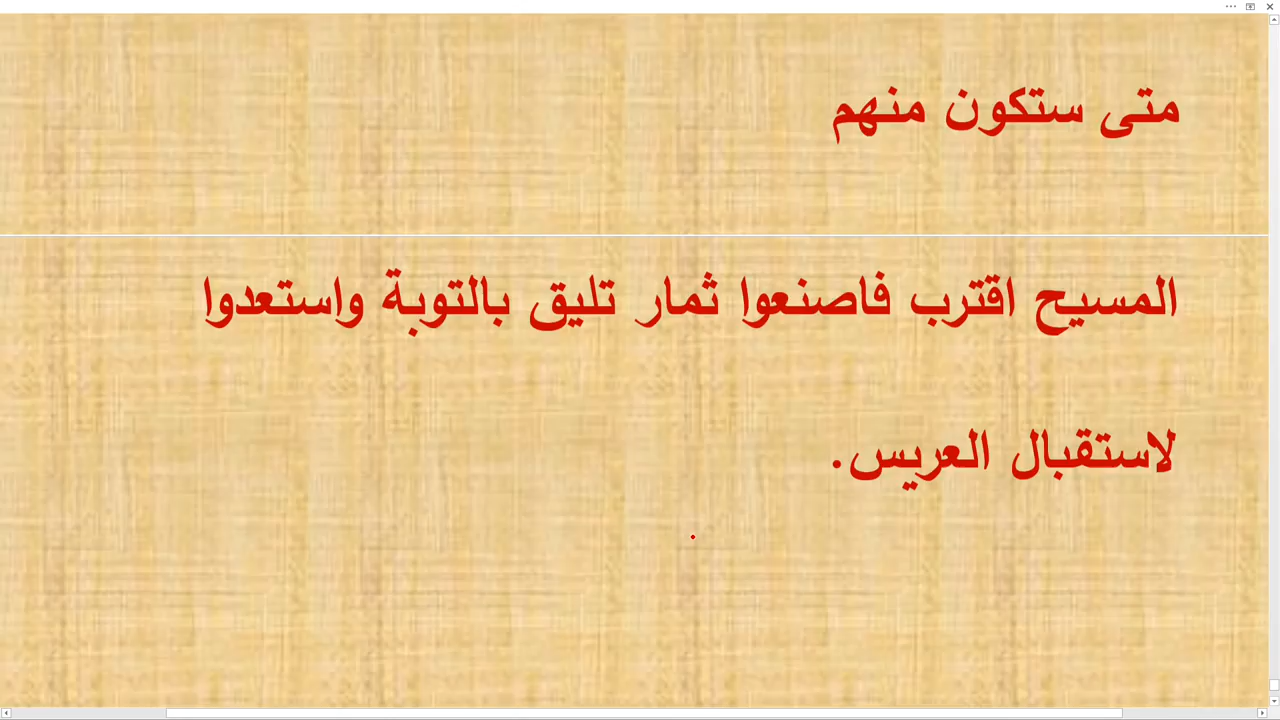 متى ستكون منهم
المسيح اقترب فاصنعوا ثمار تليق بالتوبة واستعدوا
لاستقبال العريس.